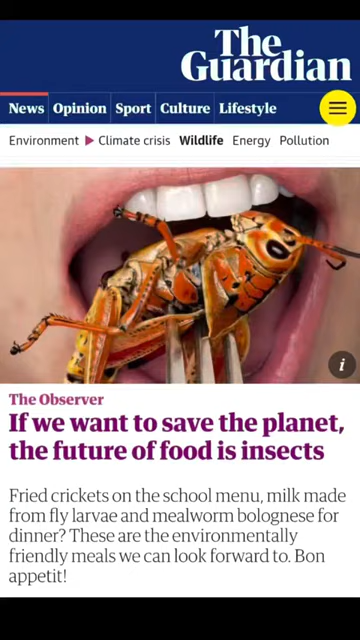 The
Guardian
News Opinion Sport Culture Lifestyle
Environment ▶ Climate crisis Wildlife Energy Pollution
i
The Observer
If we want to save the planet,
the future of food is insects
Fried crickets on the school menu, milk made
from fly larvae and mealworm bolognese for
dinner? These are the environmentally
friendly meals we can look forward to. Bon
appetit!